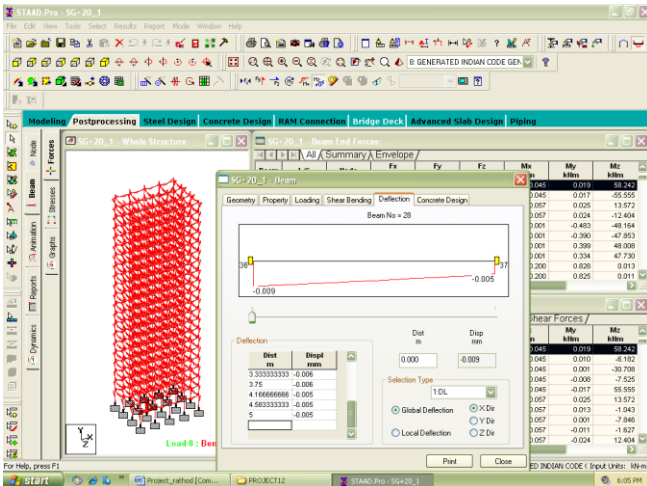 STAAD.Pro - SG+20_1
File Edit View Tools Select Results Report Mode Window Help
8: GENERATED INDIAN CODE GEN
Modeling Postprocessing Steel Design Concrete Design RAM Connection Bridge Deck Advanced Slab Design Piping
SG+20_1 - Whole Structure
SG+20_1 - Beam End Forces:
All Summary Envelope
Fx Fy Fz Mx My Mz
kNm kNm
0.045 0.019 58.242
0.045 0.017 -55.555
0.057 0.025 13.572
0.057 0.024 -12.404
0.001 -0.483 -48.164
0.001 -0.390 -47.853
0.001 0.399 48.008
0.001 0.334 47.730
0.200 0.828 0.013
0.200 0.825 0.011
Node
Beam
Animation
Reports
Dynamics
Forces
Stresses
Graphs
SG+20_1 - Beam
Geometry Property Loading Shear Bending Deflection Concrete Design
Beam No = 28
36 37
-0.009 -0.005
Deflection
Dist Displ
m mm
3.333333333 -0.006
3.75 -0.006
4.166666666 -0.005
4.583333333 -0.005
5 -0.005
Dist Disp
m mm
0.000 -0.009
Selection Type
1:DL
Global Deflection X Dir
Y Dir
Local Deflection Z Dir
Print Close
Shear Forces
My Mz
kNm kNm
0.045 0.019 58.242
0.045 0.010 -6.182
0.045 0.001 -30.708
0.045 -0.008 -7.525
0.045 -0.017 55.555
0.057 0.025 13.572
0.057 0.013 -1.043
0.057 0.001 -7.846
0.057 -0.011 -1.627
0.057 -0.024 12.404
Y
X
Z
Load 8 : Ben
For Help, press F1
ED INDIAN CODE ( Input Units: kN-m
start
Project_rathod [Com...
PROJECT12
STAAD.Pro - SG+20_1
6:05 PM